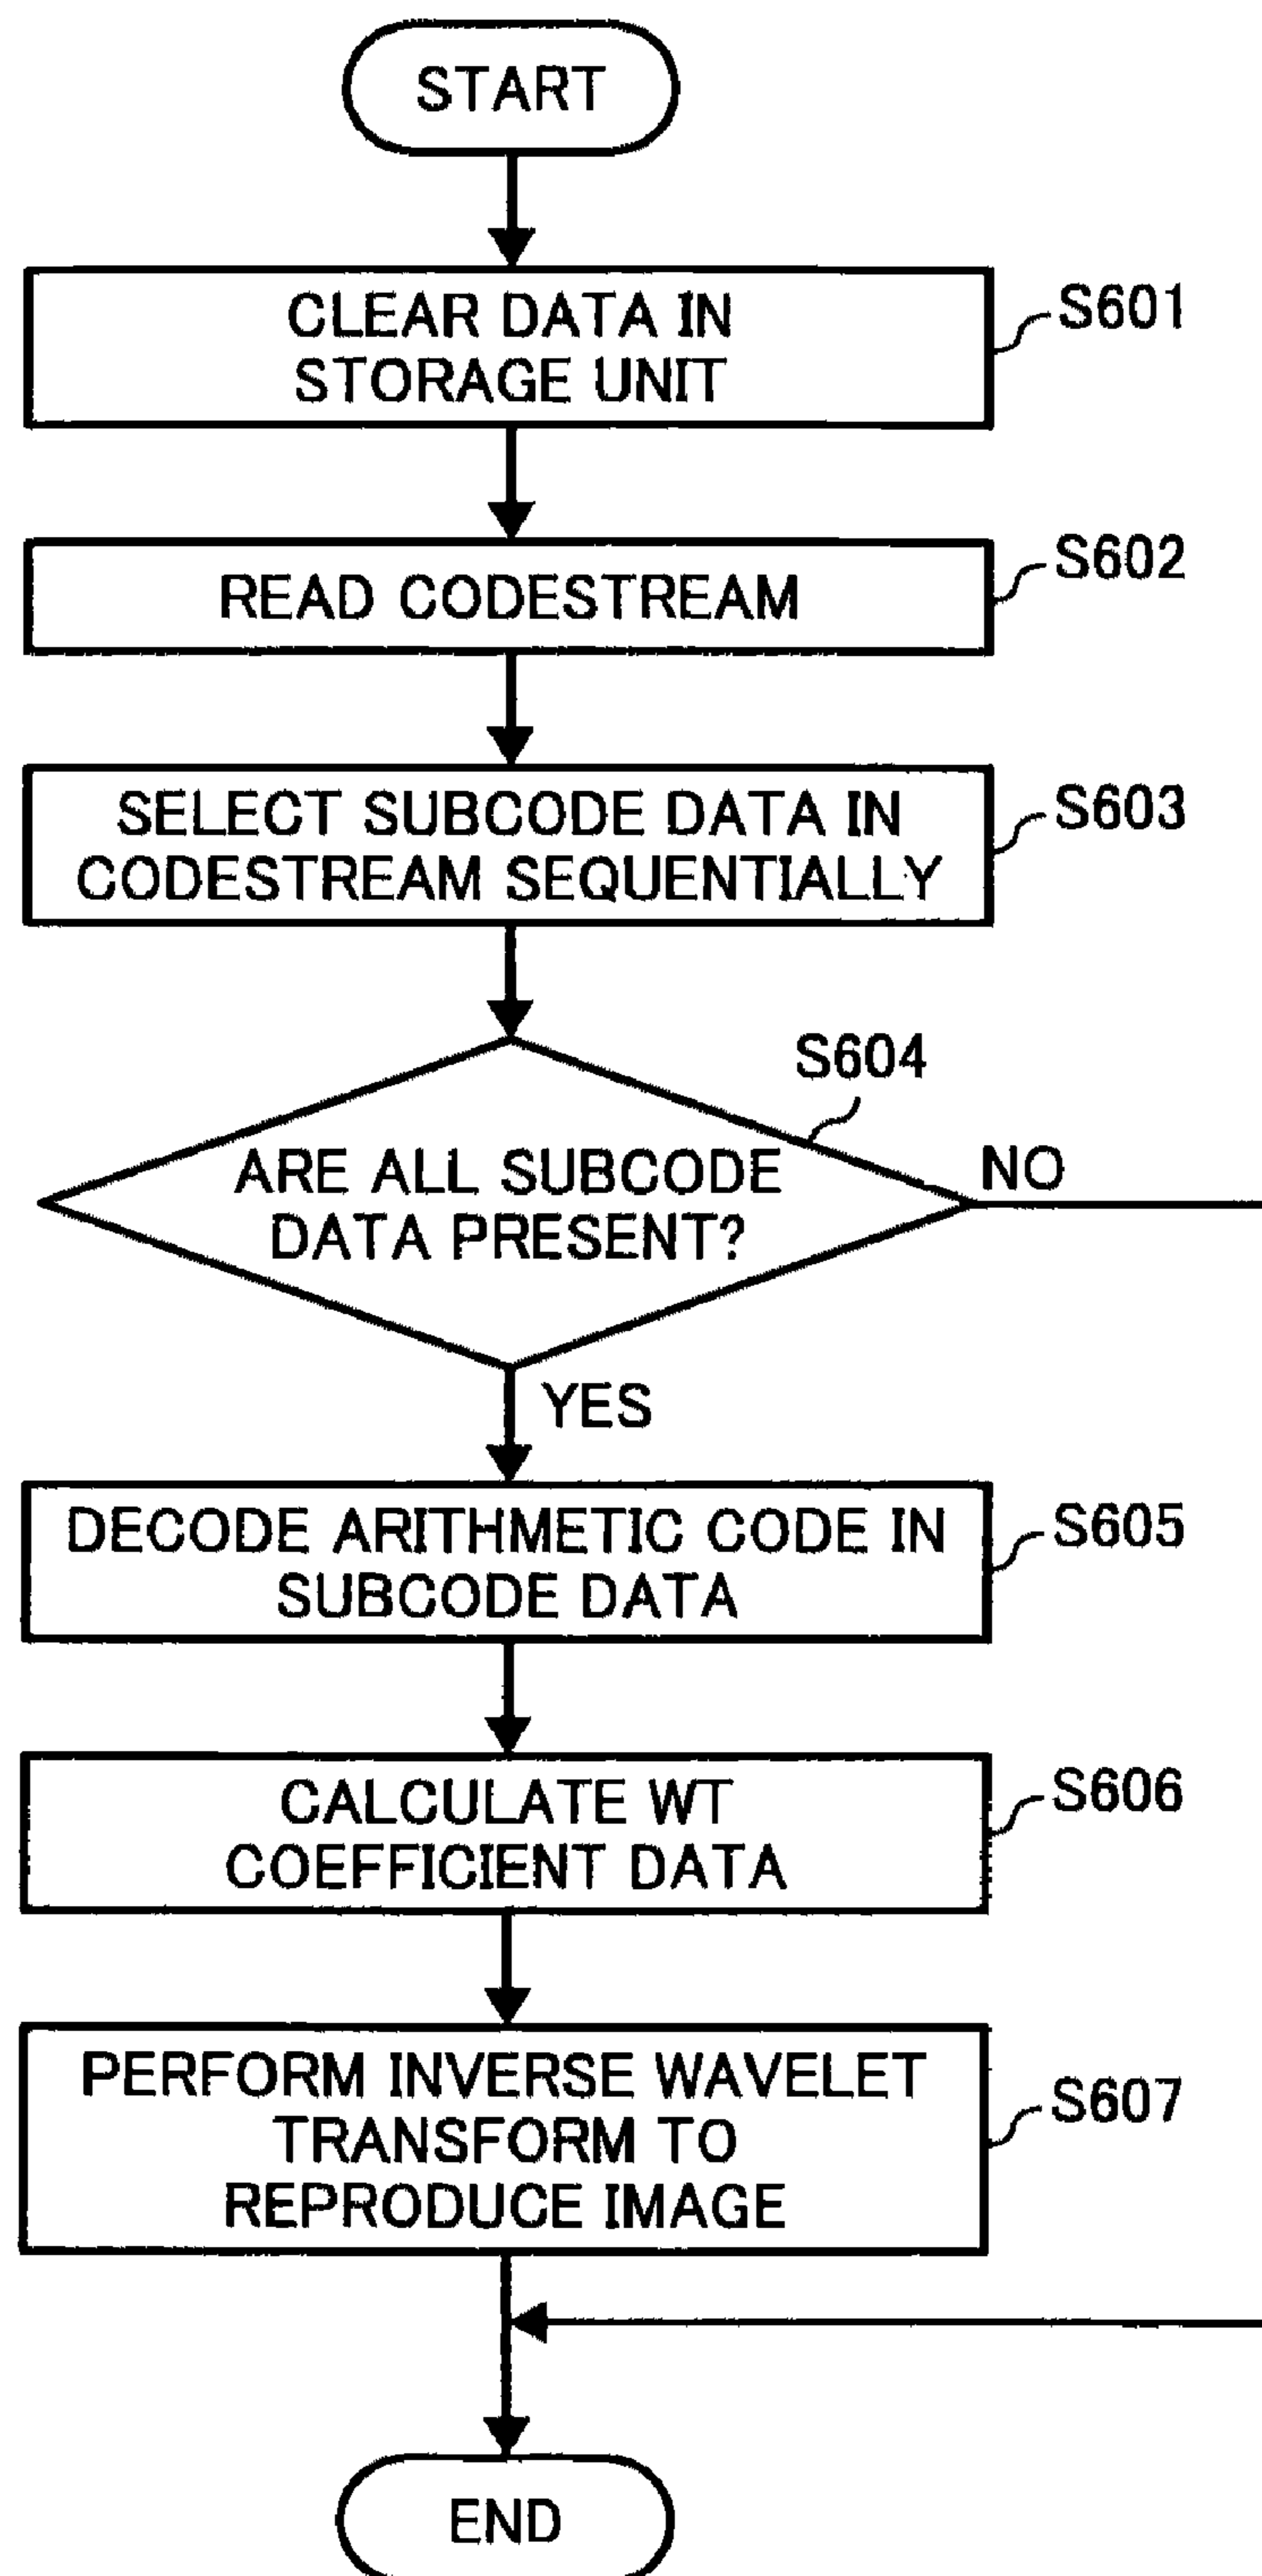 START
CLEAR DATA IN
STORAGE UNIT
S601
READ CODESTREAM
S602
SELECT SUBCODE DATA IN
CODESTREAM SEQUENTIALLY
S603
S604
ARE ALL SUBCODE
DATA PRESENT?
NO
YES
DECODE ARITHMETIC CODE IN
SUBCODE DATA
S605
CALCULATE WT
COEFFICIENT DATA
S606
PERFORM INVERSE WAVELET
TRANSFORM TO
REPRODUCE IMAGE
S607
END